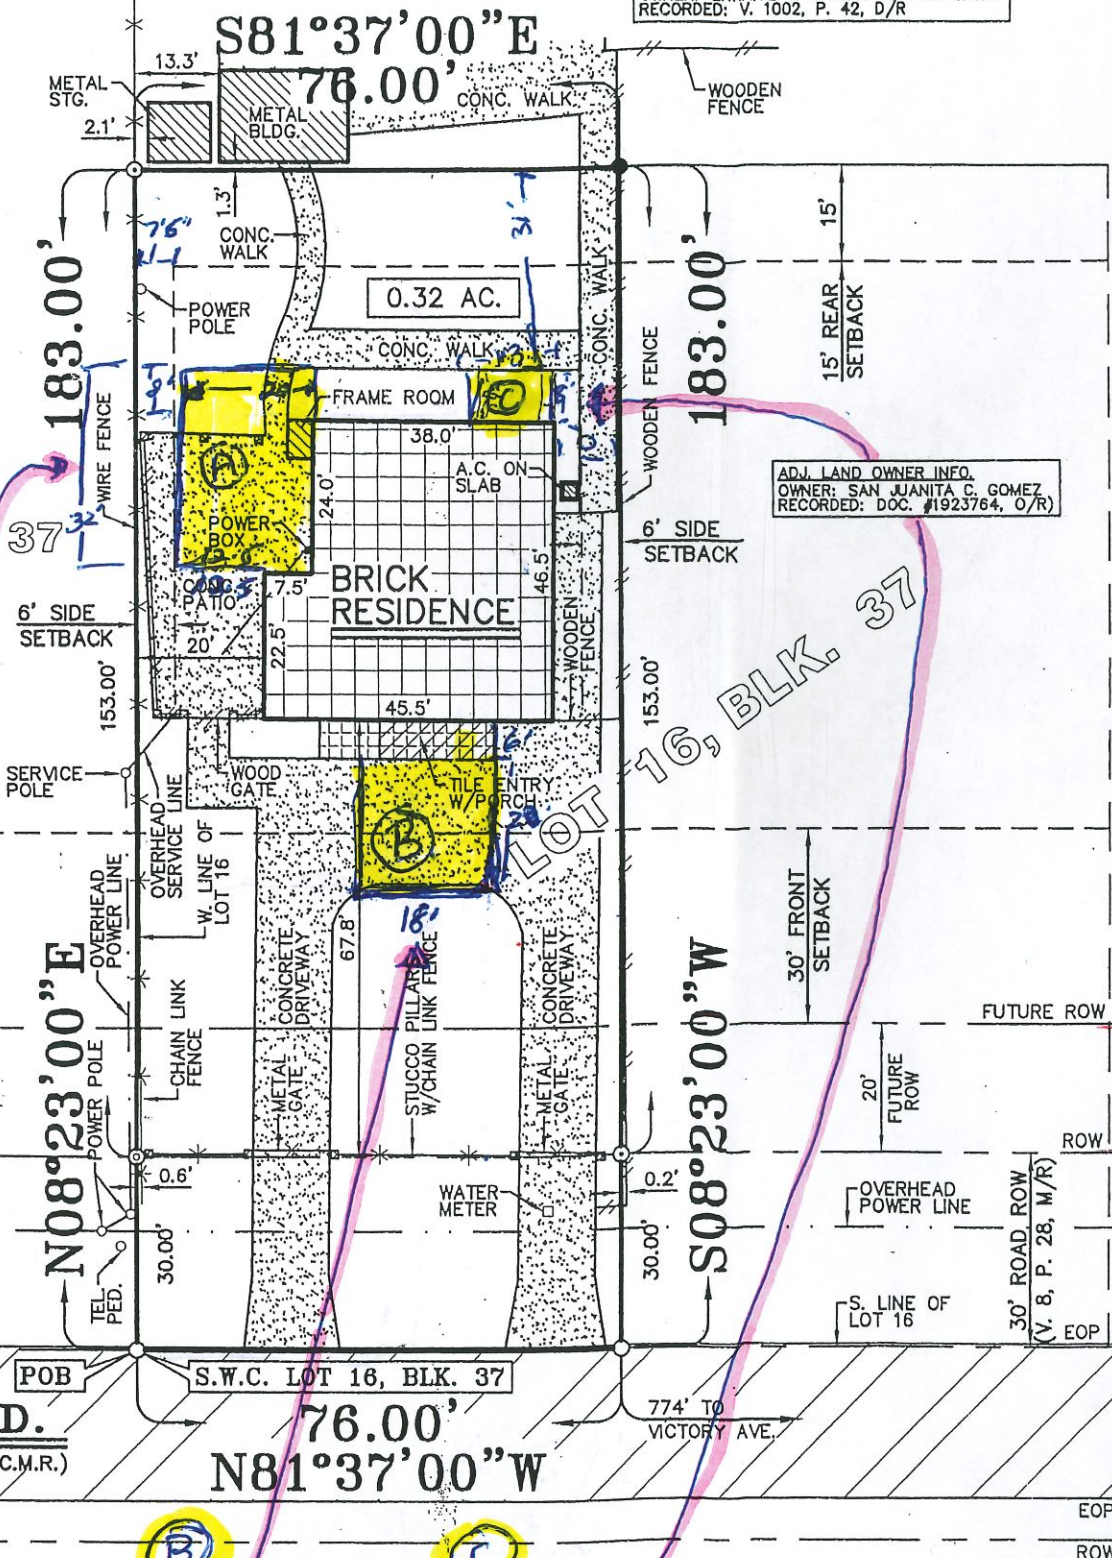 RECORDED: V. 1002, P. 42, D/R
S81°37'00"E
76.00'
13.3'
METAL
STG.
2.1'
METAL
BLDG.
CONC. WALK
WOODEN
FENCE
1.3'
7'6"
CONC.
WALK
31'
15'
183.00'
183.00'
POWER
POLE
0.32 AC.
CONC. WALK
CONC. WALK
15' REAR
SETBACK
8'
FRAME ROOM
C
WOODEN FENCE
WIRE FENCE
38.0'
A
10'
A.C. ON
SLAB
ADJ. LAND OWNER INFO.
OWNER: SAN JUANITA C. GOMEZ
RECORDED: DOC. #1923764, O/R)
24.0'
37
32'
POWER
BOX
6' SIDE
SETBACK
BRICK
RESIDENCE
46.5'
CONC.
PATIO
7.5'
6' SIDE
SETBACK
20'
22.5'
WOODEN
FENCE
153.00'
153.00'
45.5'
LOT 16, BLK. 37
6'
SERVICE
POLE
WOOD
GATE
TILE ENTRY
W/PORCH
20'
OVERHEAD
SERVICE LINE
W. LINE OF
LOT 16
B
OVERHEAD
POWER LINE
18'
67.8'
30' FRONT
SETBACK
N08°23'00"E
S08°23'00"W
CONCRETE
DRIVEWAY
STUCCO PILLAR
W/CHAIN LINK FENCE
CONCRETE
DRIVEWAY
FUTURE ROW
CHAIN LINK
FENCE
POWER POLE
METAL
GATE
METAL
GATE
20'
FUTURE
ROW
ROW
0.6'
WATER
METER
0.2'
OVERHEAD
POWER LINE
30.00'
30.00'
30' ROAD ROW
(V. 8, P. 28, M/R)
TEL.
PED.
S. LINE OF
LOT 16
EOP
POB
S.W.C. LOT 16, BLK. 37
D.
C.M.R.)
76.00'
N81°37'00"W
774' TO
VICTORY AVE.
EOP
B
C
ROW